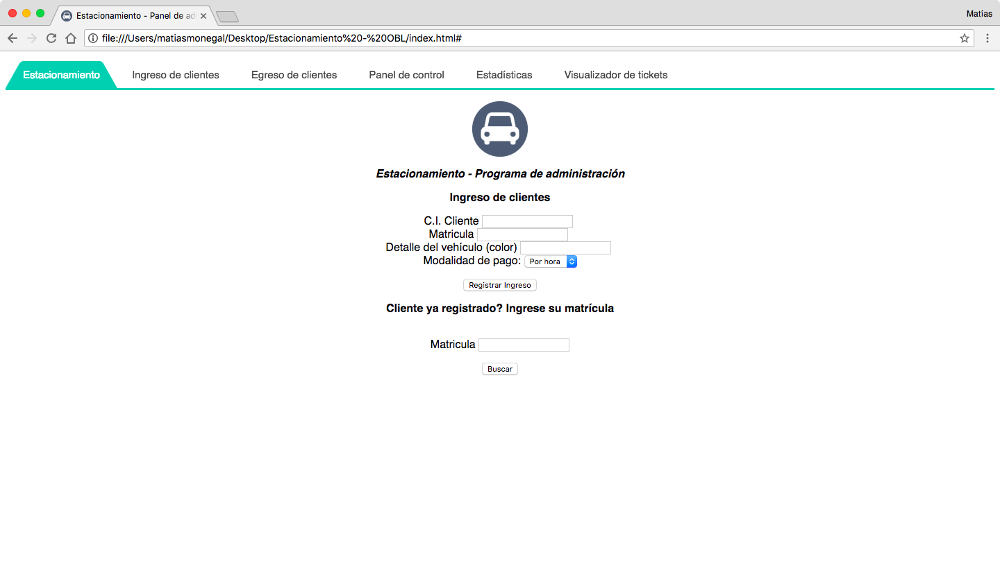 Estacionamiento - Panel de ad
Matías
file:///Users/matiasmonegal/Desktop/Estacionamiento%20-%20OBL/index.html#
Estacionamiento Ingreso de clientes Egreso de clientes Panel de control Estadísticas Visualizador de tickets
Estacionamiento - Programa de administración
Ingreso de clientes
C.I. Cliente
Matricula
Detalle del vehículo (color)
Modalidad de pago: Por hora
Registrar Ingreso
Cliente ya registrado? Ingrese su matrícula
Matricula
Buscar